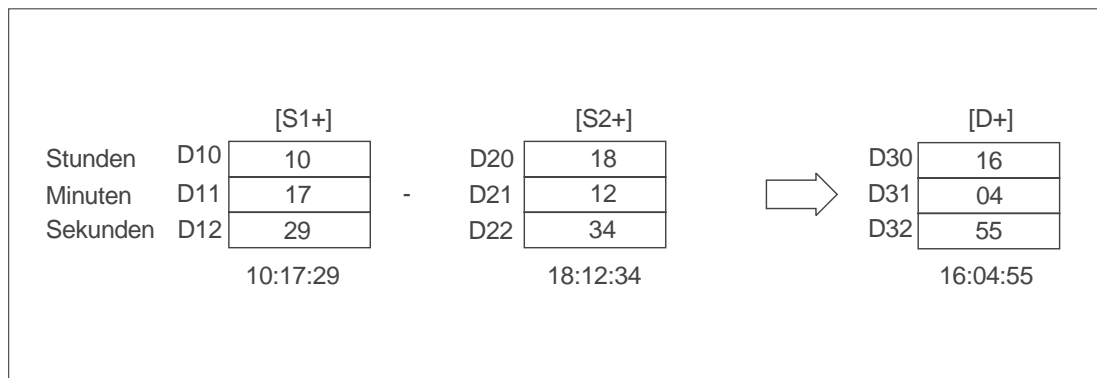 [S1+] [S2+] [D+]
Stunden D10 10 D20 18 D30 16
Minuten D11 17 - D21 12 D31 04
Sekunden D12 29 D22 34 D32 55
10:17:29 18:12:34 16:04:55